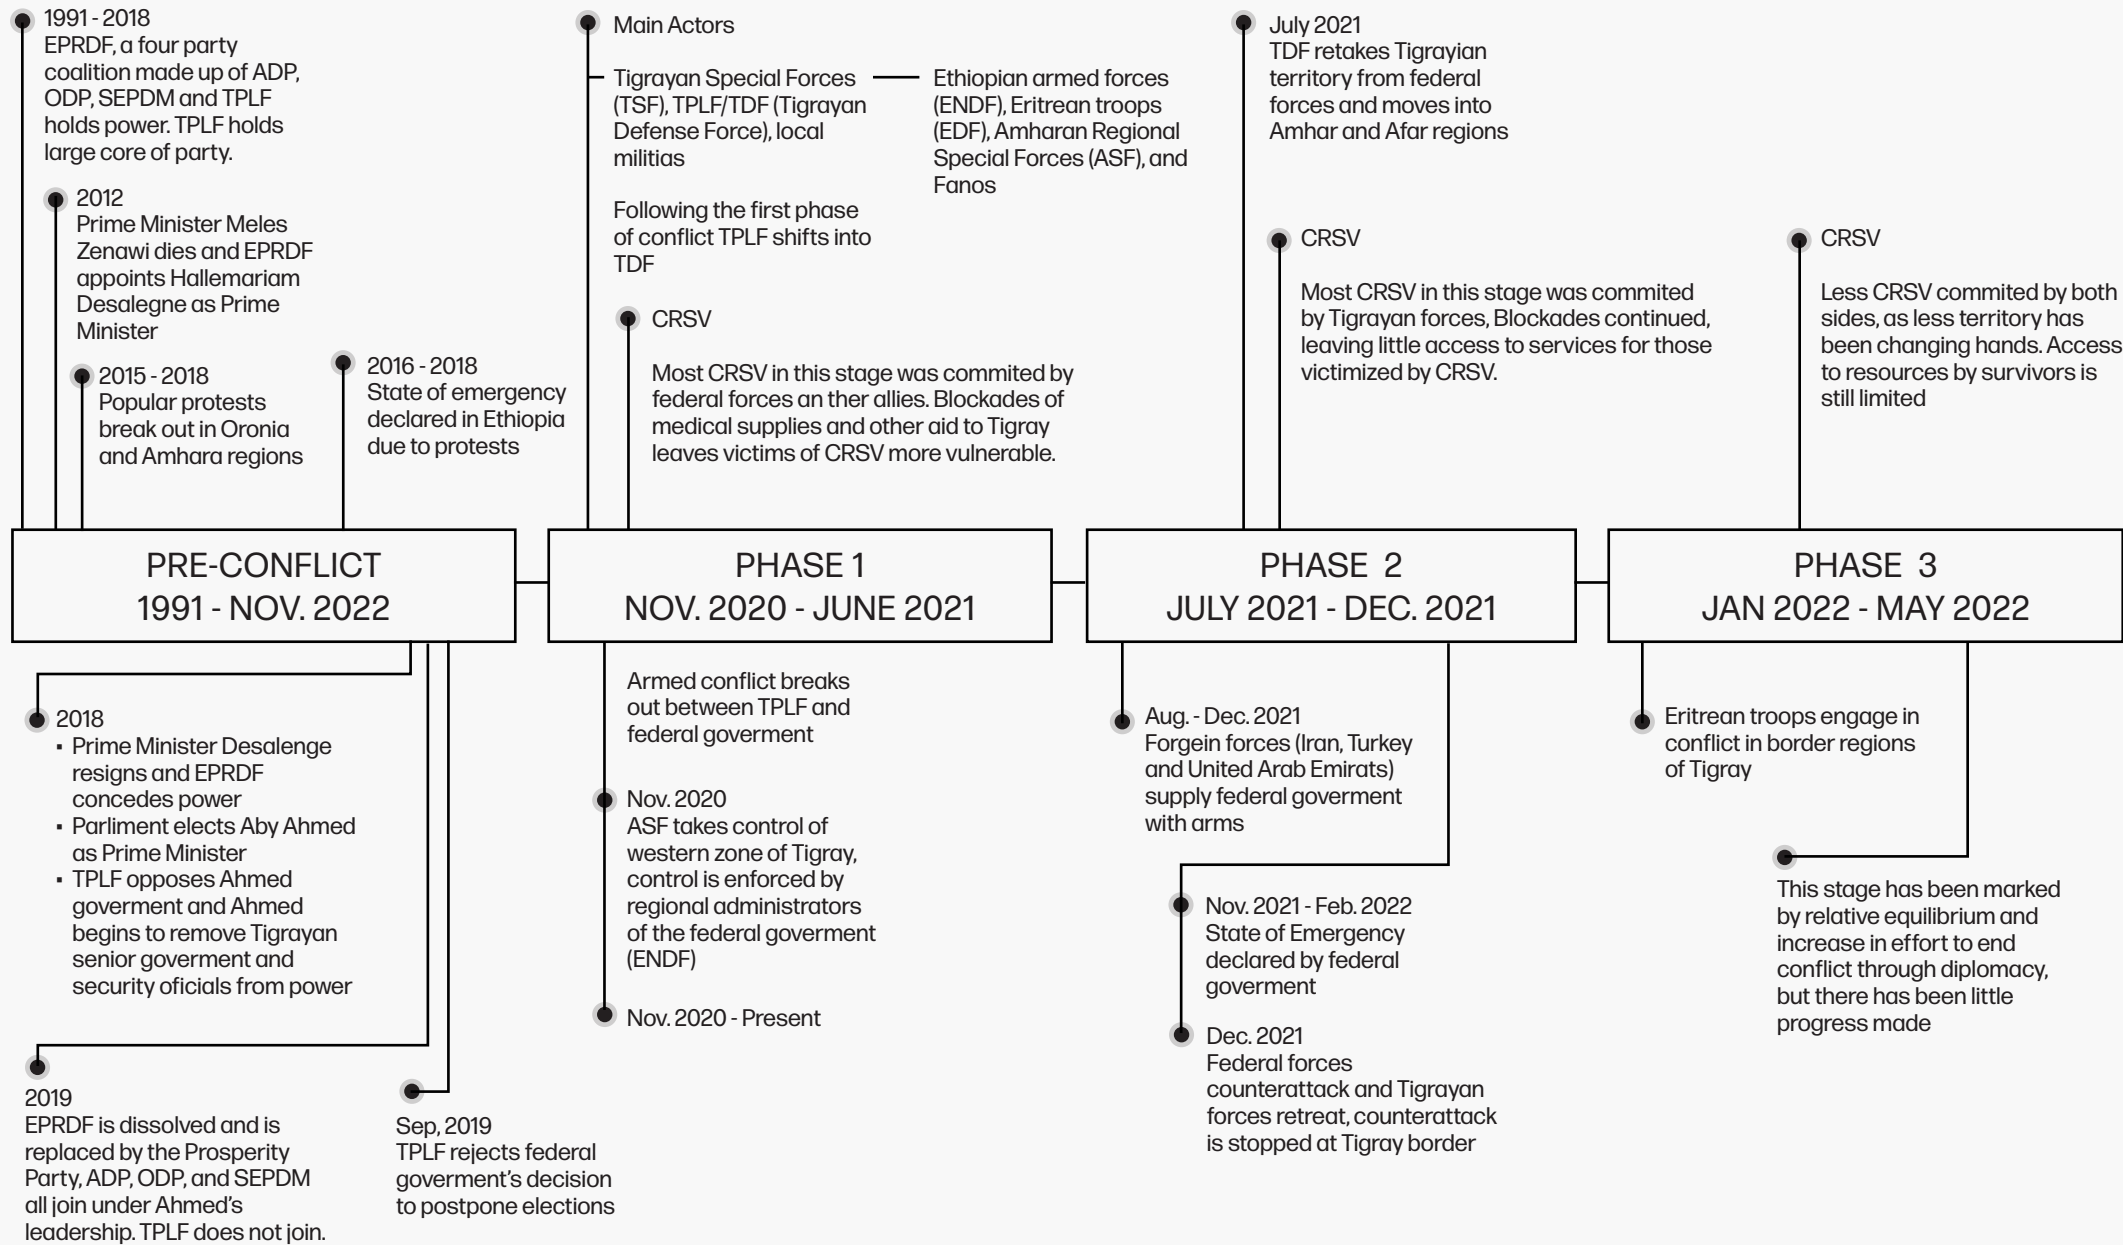 1991 - 2018
EPRDF, a four party
coalition made up of ADP,
ODP, SEPDM and TPLF
holds power. TPLF holds
large core of party.
2012
Prime Minister Meles
Zenawi dies and EPRDF
appoints Hallemariam
Desalegne as Prime
Minister
2015 - 2018
Popular protests
break out in Oronia
and Amhara regions
2016 - 2018
State of emergency
declared in Ethiopia
due to protests
Main Actors
Tigrayan Special Forces
(TSF), TPLF/TDF (Tigrayan
Defense Force), local
militias
Ethiopian armed forces
(ENDF), Eritrean troops
(EDF), Amharan Regional
Special Forces (ASF), and
Fanos
Following the first phase
of conflict TPLF shifts into
TDF
CRSV
Most CRSV in this stage was commited by
federal forces an ther allies. Blockades of
medical supplies and other aid to Tigray
leaves victims of CRSV more vulnerable.
July 2021
TDF retakes Tigrayian
territory from federal
forces and moves into
Amhar and Afar regions
CRSV
Most CRSV in this stage was commited
by Tigrayan forces, Blockades continued,
leaving little access to services for those
victimized by CRSV.
CRSV
Less CRSV commited by both
sides, as less territory has
been changing hands. Access
to resources by survivors is
still limited
PRE-CONFLICT
1991 - NOV. 2022
PHASE 1
NOV. 2020 - JUNE 2021
PHASE 2
JULY 2021 - DEC. 2021
PHASE 3
JAN 2022 - MAY 2022
2018
▪ Prime Minister Desalenge
resigns and EPRDF
concedes power
▪ Parliment elects Aby Ahmed
as Prime Minister
▪ TPLF opposes Ahmed
goverment and Ahmed
begins to remove Tigrayan
senior goverment and
security oficials from power
2019
EPRDF is dissolved and is
replaced by the Prosperity
Party, ADP, ODP, and SEPDM
all join under Ahmed's
leadership. TPLF does not join.
Sep, 2019
TPLF rejects federal
goverment's decision
to postpone elections
Armed conflict breaks
out between TPLF and
federal goverment
Nov. 2020
ASF takes control of
western zone of Tigray,
control is enforced by
regional administrators
of the federal goverment
(ENDF)
Nov. 2020 - Present
Aug. - Dec. 2021
Forgein forces (Iran, Turkey
and United Arab Emirats)
supply federal goverment
with arms
Nov. 2021 - Feb. 2022
State of Emergency
declared by federal
goverment
Dec. 2021
Federal forces
counterattack and Tigrayan
forces retreat, counterattack
is stopped at Tigray border
Eritrean troops engage in
conflict in border regions
of Tigray
This stage has been marked
by relative equilibrium and
increase in effort to end
conflict through diplomacy,
but there has been little
progress made